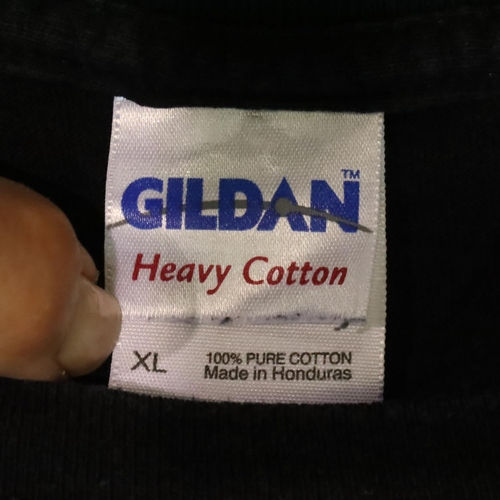 GILDAN™
Heavy Cotton
XL
100% PURE COTTON
Made in Honduras